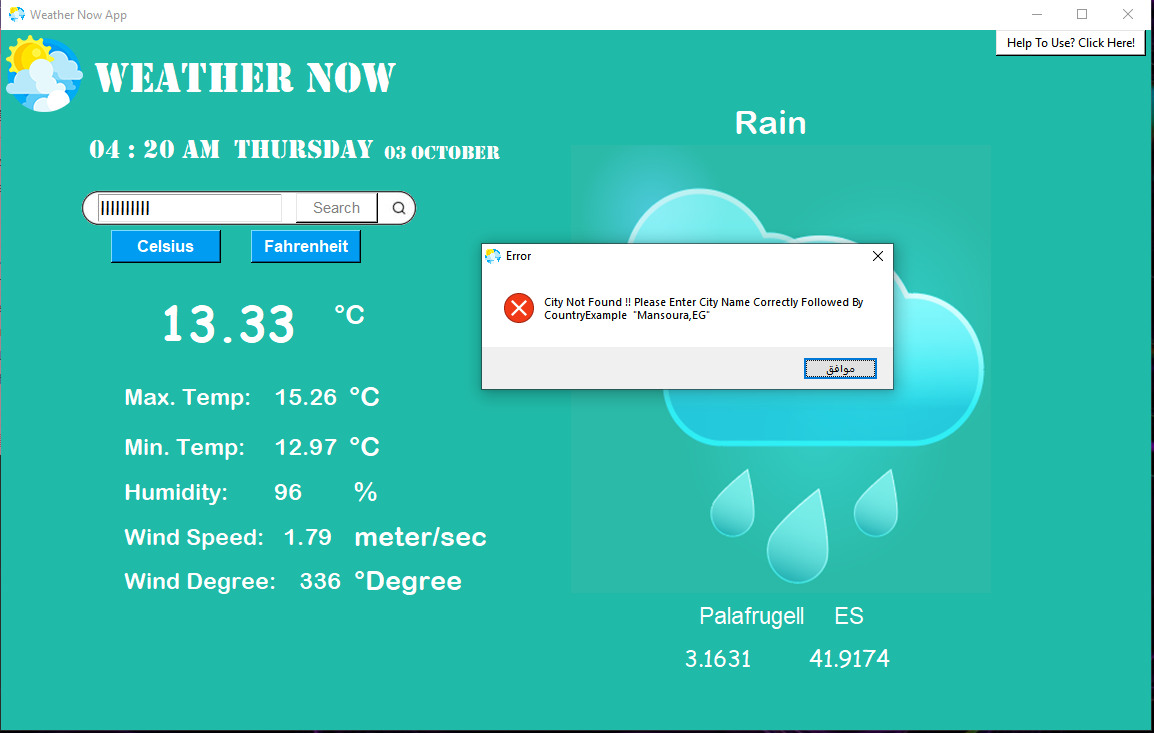 Weather Now App
Help To Use? Click Here!
WEATHER NOW
04 : 20 AM THURSDAY 03 OCTOBER
llllllllll Search
Celsius Fahrenheit
13.33 °C
Max. Temp: 15.26 °C
Min. Temp: 12.97 °C
Humidity: 96 %
Wind Speed: 1.79 meter/sec
Wind Degree: 336 °Degree
Rain
Error
City Not Found !! Please Enter City Name Correctly Followed By
CountryExample "Mansoura,EG"
موافق
Palafrugell ES
3.1631 41.9174